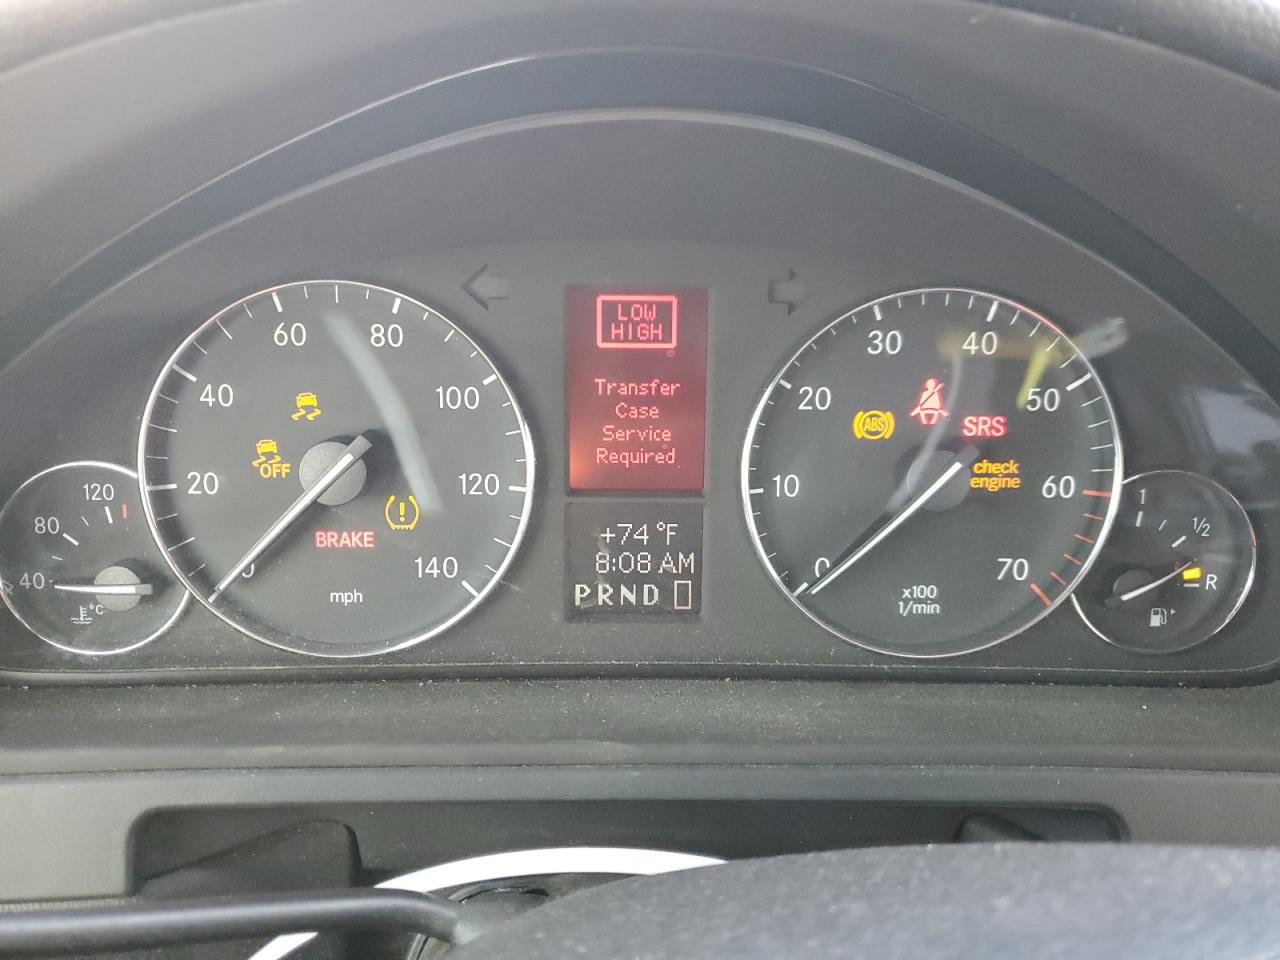 40
80
120
°C
0
20
40
60
80
100
120
140
OFF
BRAKE
mph
LOW
HIGH
Transfer
Case
Service
Required
+74 °F
8:08 AM
PRND
0
10
20
30
40
50
60
70
ABS
SRS
check
engine
x100
1/min
1
1/2
R